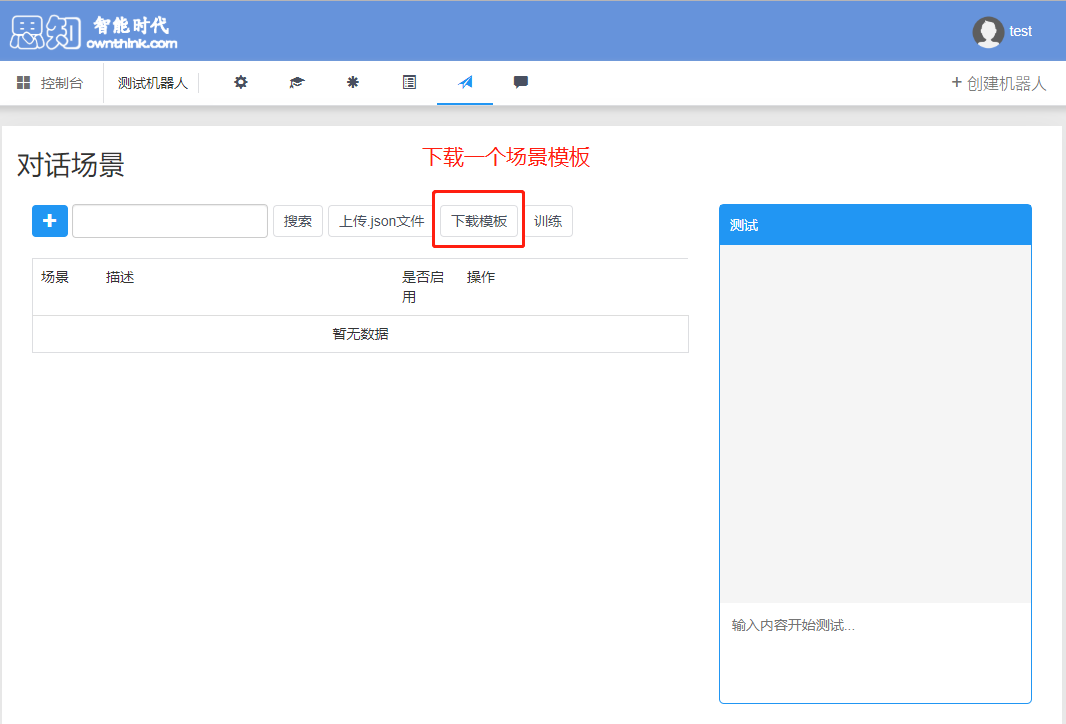 思知 智能时代
ownthink.com
test
控制台 测试机器人 + 创建机器人
对话场景
下载一个场景模板
搜索 上传.json文件 下载模板 训练
场景 描述 是否启用 操作
暂无数据
测试
输入内容开始测试...